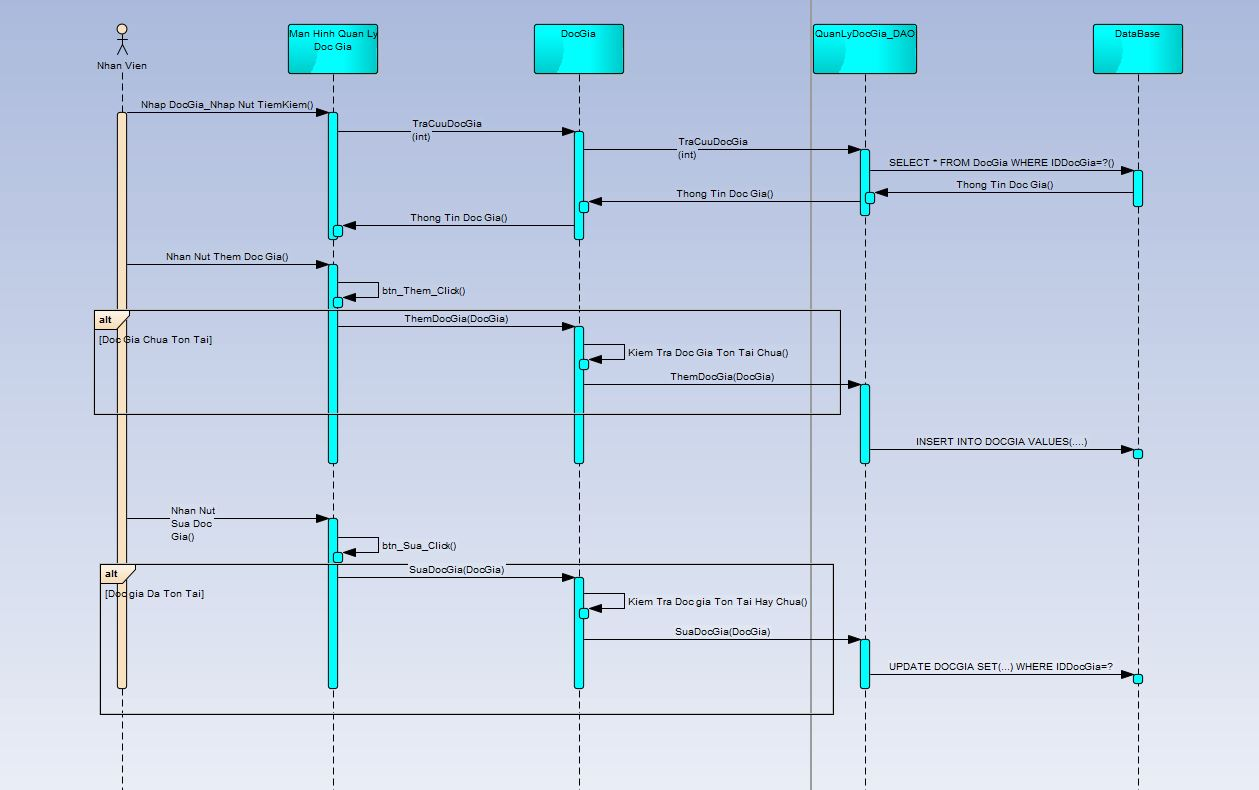 Nhan Vien
Man Hinh Quan Ly
Doc Gia
DocGia
QuanLyDocGia_DAO
DataBase
Nhap DocGia_Nhap Nut TiemKiem()
TraCuuDocGia
(int)
TraCuuDocGia
(int)
SELECT * FROM DocGia WHERE IDDocGia=?()
Thong Tin Doc Gia()
Thong Tin Doc Gia()
Thong Tin Doc Gia()
Nhan Nut Them Doc Gia()
btn_Them_Click()
alt
ThemDocGia(DocGia)
[Doc Gia Chua Ton Tai]
Kiem Tra Doc Gia Ton Tai Chua()
ThemDocGia(DocGia)
INSERT INTO DOCGIA VALUES(....)
Nhan Nut
Sua Doc
Gia()
btn_Sua_Click()
alt
SuaDocGia(DocGia)
[Doc gia Da Ton Tai]
Kiem Tra Doc gia Ton Tai Hay Chua()
SuaDocGia(DocGia)
UPDATE DOCGIA SET(...) WHERE IDDocGia=?